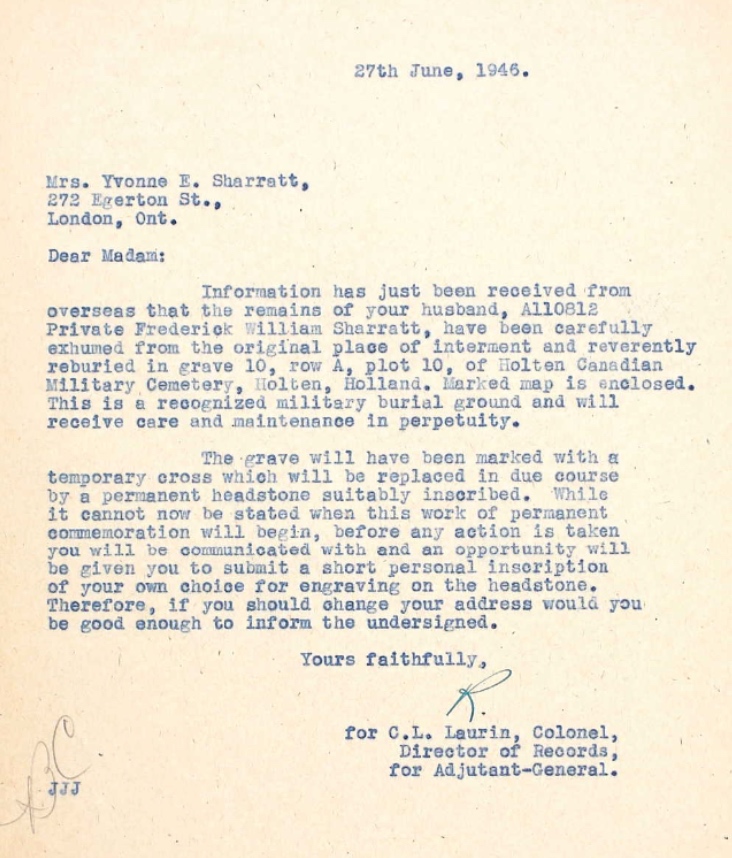 27th June, 1946.
Mrs. Yvonne E. Sharratt,
272 Egerton St.,
London, Ont.
Dear Madam:
Information has just been received from
overseas that the remains of your husband, A110812
Private Frederick William Sharratt, have been carefully
exhumed from the original place of interment and reverently
reburied in grave 10, row A, plot 10, of Holten Canadian
Military Cemetery, Holten, Holland. Marked map is enclosed.
This is a recognized military burial ground and will
receive care and maintenance in perpetuity.
The grave will have been marked with a
temporary cross which will be replaced in due course
by a permanent headstone suitably inscribed. While
it cannot now be stated when this work of permanent
commemoration will begin, before any action is taken
you will be communicated with and an opportunity will
be given you to submit a short personal inscription
of your own choice for engraving on the headstone.
Therefore, if you should change your address would you
be good enough to inform the undersigned.
Yours faithfully,
R.
for C.L. Laurin, Colonel,
Director of Records,
for Adjutant-General.
JJJ